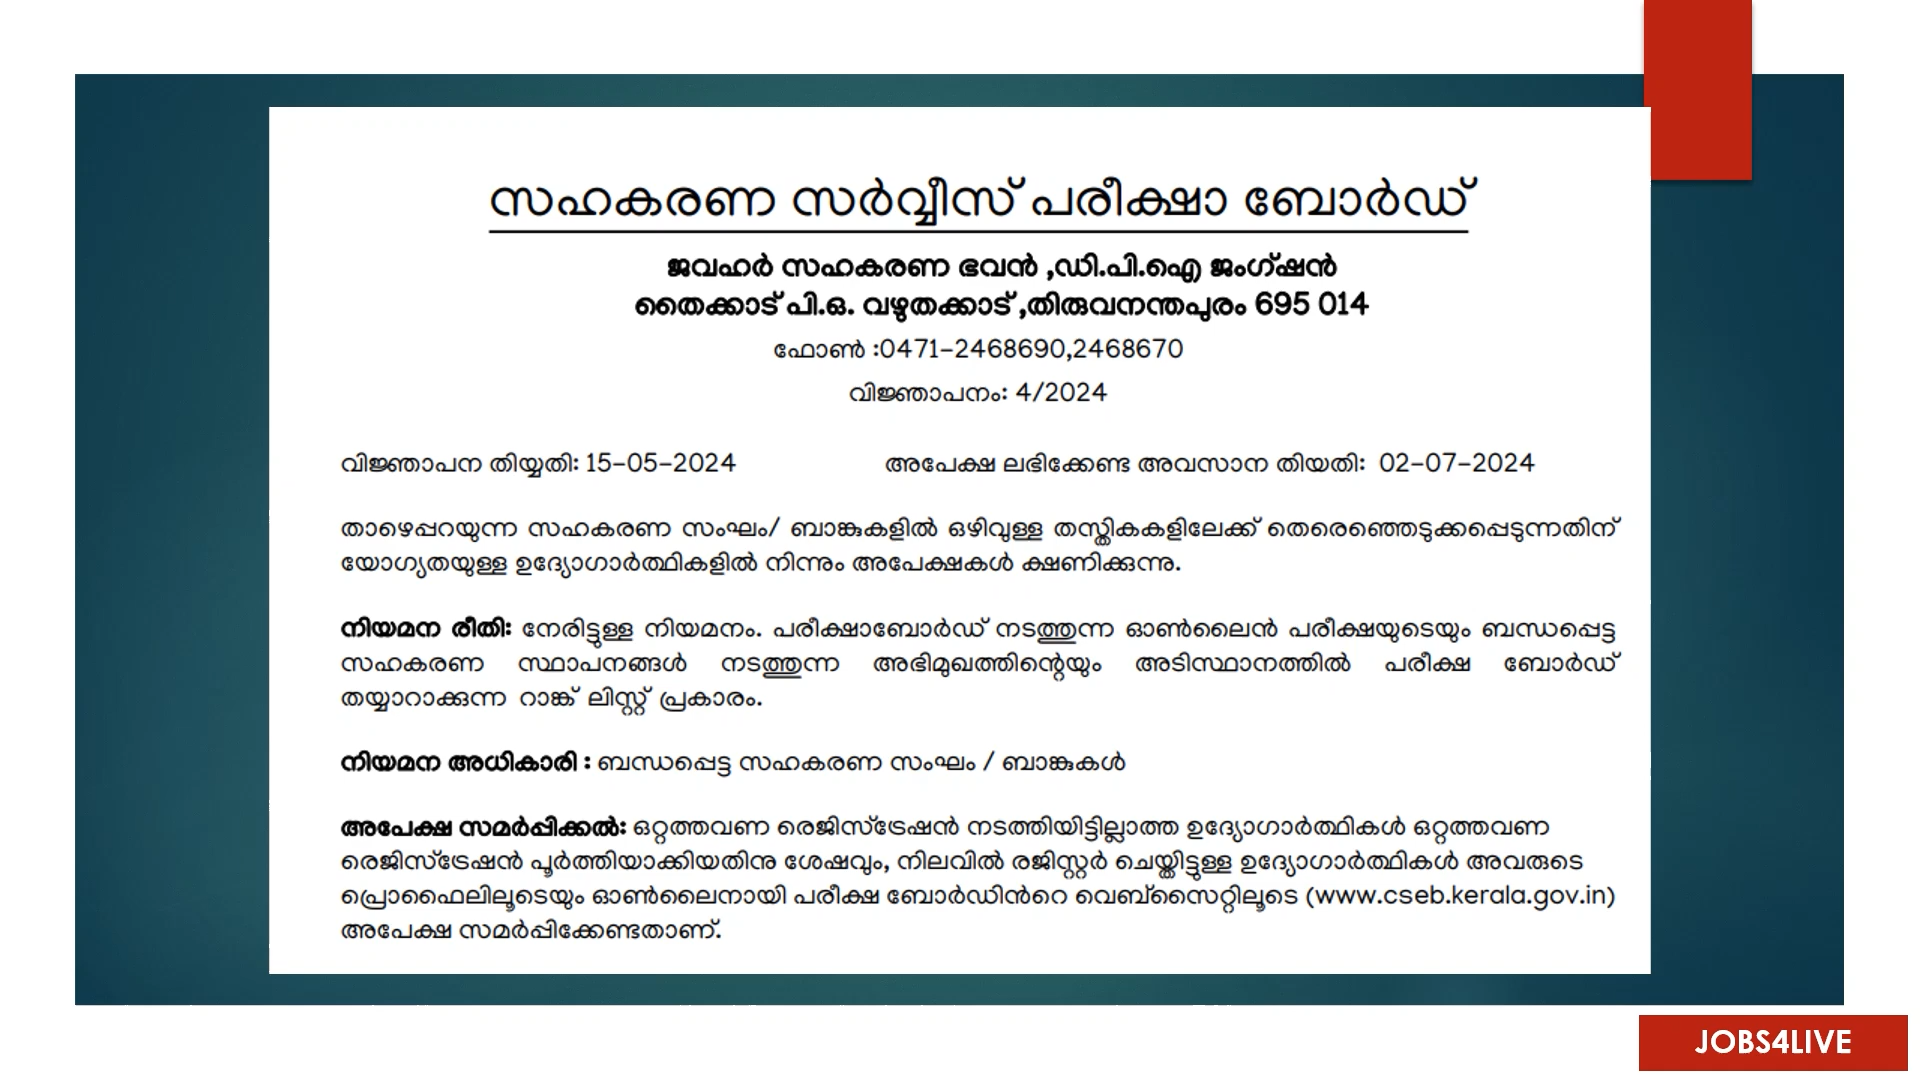 സഹകരണ സർവ്വീസ് പരീക്ഷാ ബോർഡ്
ജവഹർ സഹകരണ ഭവൻ ,ഡി.പി.ഐ ജംഗ്ഷൻ
തൈക്കാട് പി.ഒ. വഴുതക്കാട് ,തിരുവനന്തപുരം 695 014
ഫോൺ :0471-2468690,2468670
വിജ്ഞാപനം: 4/2024
വിജ്ഞാപന തിയ്യതി: 15-05-2024 അപേക്ഷ ലഭിക്കേണ്ട അവസാന തിയതി: 02-07-2024
താഴെപ്പറയുന്ന സഹകരണ സംഘം/ ബാങ്കുകളിൽ ഒഴിവുള്ള തസ്തികകളിലേക്ക് തെരെഞ്ഞെടുക്കപ്പെടുന്നതിന്
യോഗ്യതയുള്ള ഉദ്യോഗാർത്ഥികളിൽ നിന്നും അപേക്ഷകൾ ക്ഷണിക്കുന്നു.
നിയമന രീതി: നേരിട്ടുള്ള നിയമനം. പരീക്ഷാബോർഡ് നടത്തുന്ന ഓൺലൈൻ പരീക്ഷയുടെയും ബന്ധപ്പെട്ട
സഹകരണ സ്ഥാപനങ്ങൾ നടത്തുന്ന അഭിമുഖത്തിന്റെയും അടിസ്ഥാനത്തിൽ പരീക്ഷ ബോർഡ്
തയ്യാറാക്കുന്ന റാങ്ക് ലിസ്റ്റ് പ്രകാരം.
നിയമന അധികാരി : ബന്ധപ്പെട്ട സഹകരണ സംഘം / ബാങ്കുകൾ
അപേക്ഷ സമർപ്പിക്കൽ: ഒറ്റത്തവണ രെജിസ്ട്രേഷൻ നടത്തിയിട്ടില്ലാത്ത ഉദ്യോഗാർത്ഥികൾ ഒറ്റത്തവണ
രെജിസ്ട്രേഷൻ പൂർത്തിയാക്കിയതിനു ശേഷവും, നിലവിൽ രജിസ്റ്റർ ചെയ്തിട്ടുള്ള ഉദ്യോഗാർത്ഥികൾ അവരുടെ
പ്രൊഫൈലിലൂടെയും ഓൺലൈനായി പരീക്ഷ ബോർഡിൻറെ വെബ്സൈറ്റിലൂടെ (www.cseb.kerala.gov.in)
അപേക്ഷ സമർപ്പിക്കേണ്ടതാണ്.
JOBS4LIVE